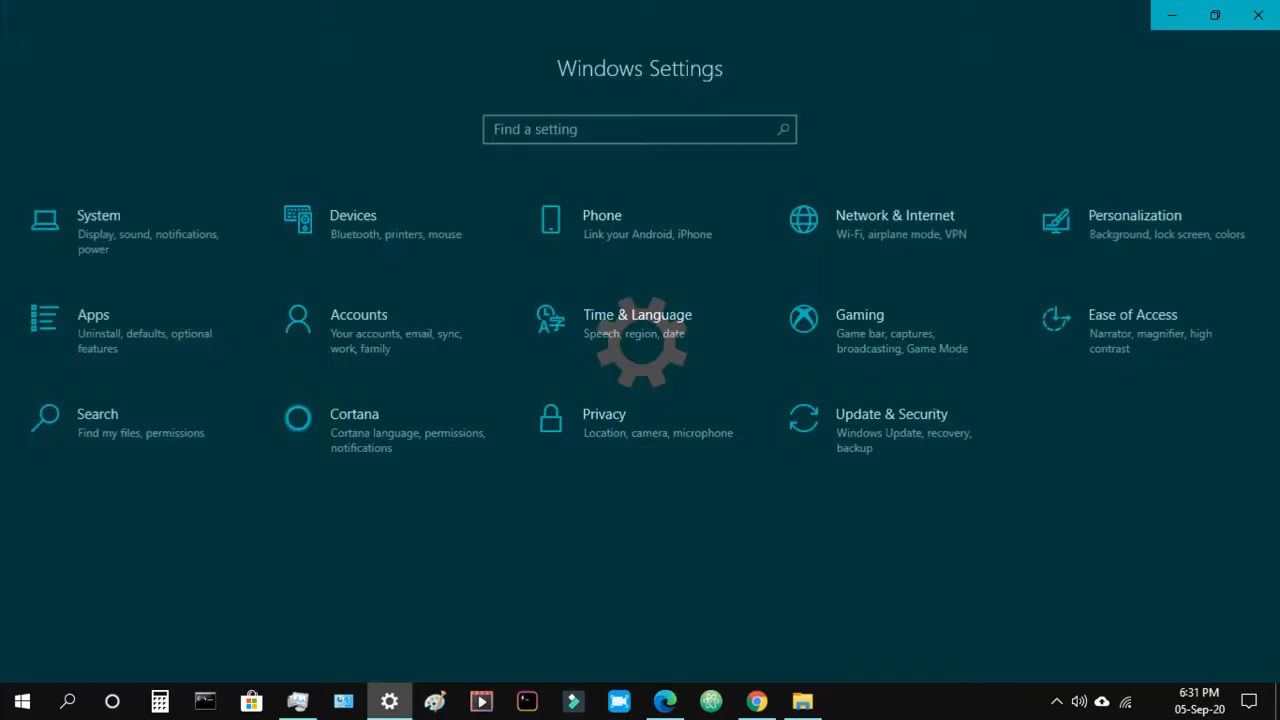 Windows Settings
Find a setting
System
Display, sound, notifications,
power
Devices
Bluetooth, printers, mouse
Phone
Link your Android, iPhone
Network & Internet
Wi-Fi, airplane mode, VPN
Personalization
Background, lock screen, colors
Apps
Uninstall, defaults, optional
features
Accounts
Your accounts, email, sync,
work, family
Time & Language
Speech, region, date
Gaming
Game bar, captures,
broadcasting, Game Mode
Ease of Access
Narrator, magnifier, high
contrast
Search
Find my files, permissions
Cortana
Cortana language, permissions,
notifications
Privacy
Location, camera, microphone
Update & Security
Windows Update, recovery,
backup
6:31 PM
05-Sep-20